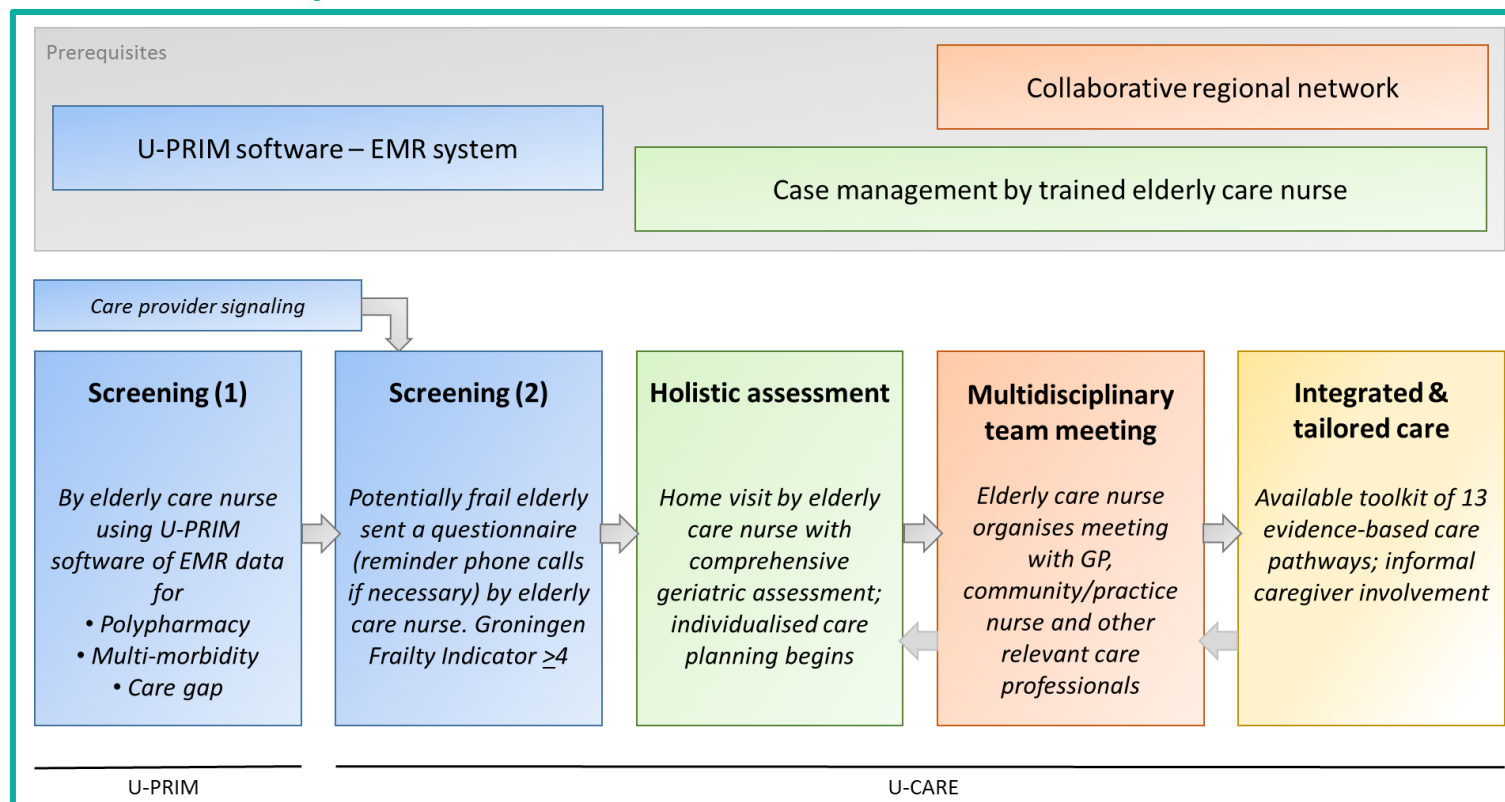 Prerequisites
Collaborative regional network
U-PRIM software – EMR system
Case management by trained elderly care nurse
Care provider signaling
Screening (1)
By elderly care nurse
using U-PRIM
software of EMR data
for
• Polypharmacy
• Multi-morbidity
• Care gap
Screening (2)
Potentially frail elderly
sent a questionnaire
(reminder phone calls
if necessary) by elderly
care nurse. Groningen
Frailty Indicator ≥4
Holistic assessment
Home visit by elderly
care nurse with
comprehensive
geriatric assessment;
individualised care
planning begins
Multidisciplinary
team meeting
Elderly care nurse
organises meeting
with GP,
community/practice
nurse and other
relevant care
professionals
Integrated &
tailored care
Available toolkit of 13
evidence-based care
pathways; informal
caregiver involvement
U-PRIM
U-CARE